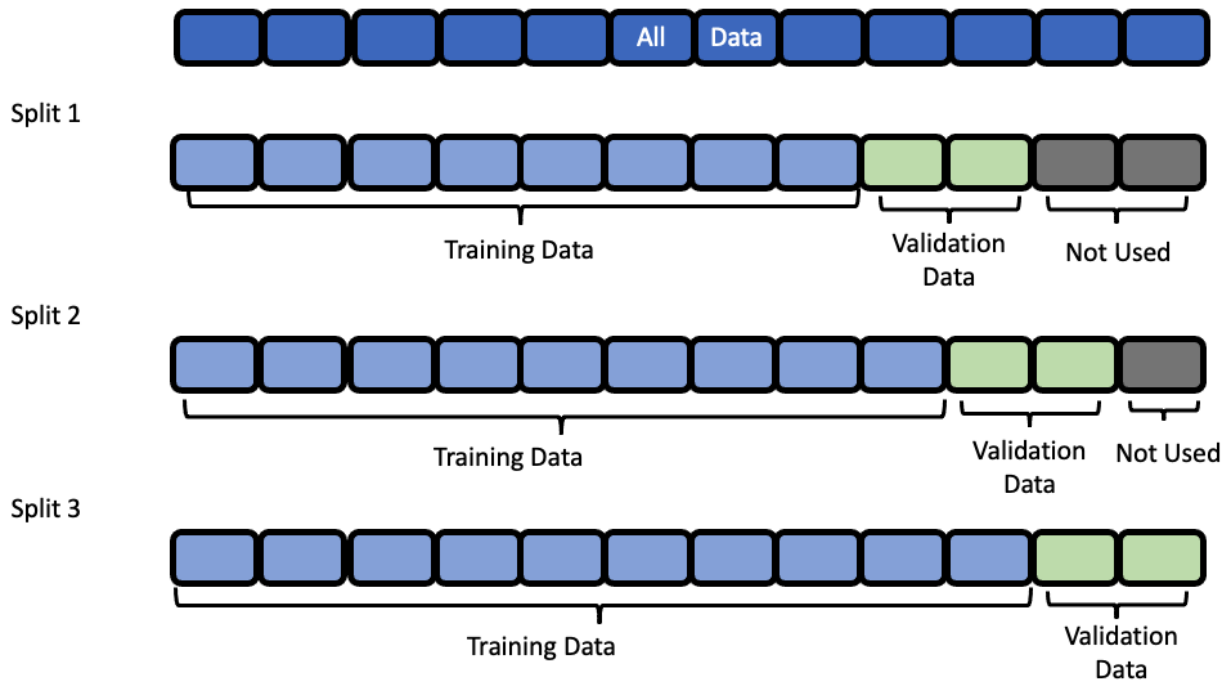 All Data
Split 1
Training Data
Validation
Data
Not Used
Split 2
Training Data
Validation
Data
Not Used
Split 3
Training Data
Validation
Data